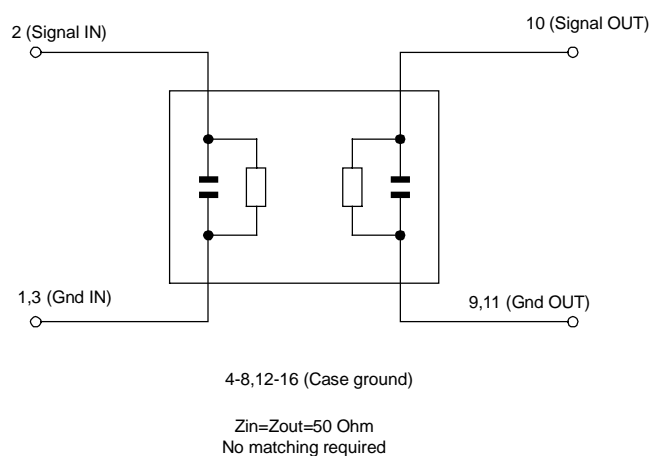 2 (Signal IN)
10 (Signal OUT)
1,3 (Gnd IN)
9,11 (Gnd OUT)
4-8,12-16 (Case ground)
Zin=Zout=50 Ohm
No matching required